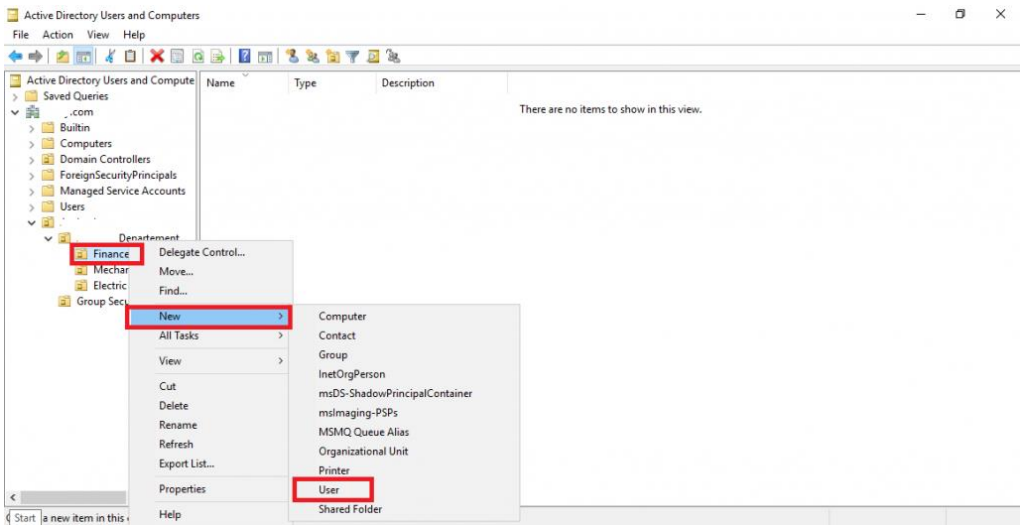 Active Directory Users and Computers
File Action View Help
Active Directory Users and Compute
Name Type Description
Saved Queries
There are no items to show in this view.
.com
Builtin
Computers
Domain Controllers
ForeignSecurityPrincipals
Managed Service Accounts
Users
Departement
Finance
Mechar
Electric
Group Secu
Delegate Control...
Move...
Find...
New
All Tasks
View
Cut
Delete
Rename
Refresh
Export List...
Properties
Help
Computer
Contact
Group
InetOrgPerson
msDS-ShadowPrincipalContainer
msImaging-PSPs
MSMQ Queue Alias
Organizational Unit
Printer
User
Shared Folder
Start a new item in this